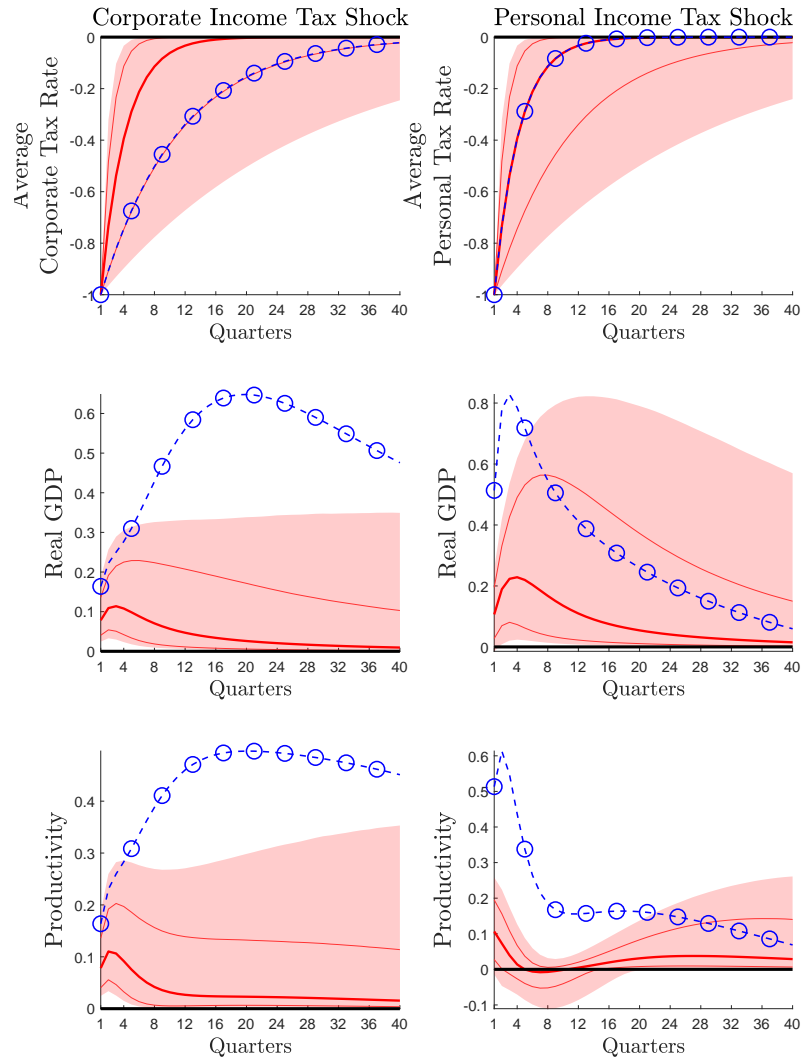 Corporate Income Tax Shock
Average
Corporate Tax Rate
0
-0.2
-0.4
-0.6
-0.8
-1
1 4 8 12 16 20 24 28 32 36 40
Quarters
Personal Income Tax Shock
Average
Personal Tax Rate
0
-0.2
-0.4
-0.6
-0.8
-1
1 4 8 12 16 20 24 28 32 36 40
Quarters
Real GDP
0.6
0.5
0.4
0.3
0.2
0.1
0
1 4 8 12 16 20 24 28 32 36 40
Quarters
Real GDP
0.8
0.6
0.4
0.2
0
1 4 8 12 16 20 24 28 32 36 40
Quarters
Productivity
0.4
0.3
0.2
0.1
0
1 4 8 12 16 20 24 28 32 36 40
Quarters
Productivity
0.6
0.5
0.4
0.3
0.2
0.1
0
-0.1
1 4 8 12 16 20 24 28 32 36 40
Quarters